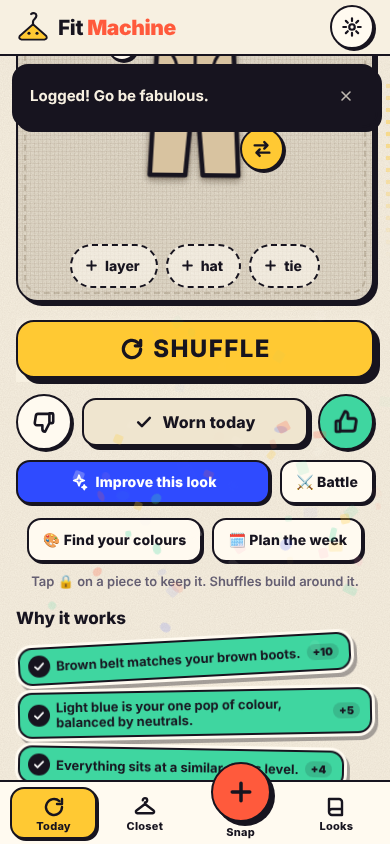 Fit Machine
Logged! Go be fabulous.
+ layer
+ hat
+ tie
SHUFFLE
Worn today
Improve this look
Battle
Find your colours
Plan the week
Tap 🔒 on a piece to keep it. Shuffles build around it.
Why it works
Brown belt matches your brown boots. +10
Light blue is your one pop of colour, +5
balanced by neutrals.
Everything sits at a similar level. +4
Today
Closet
Snap
Looks